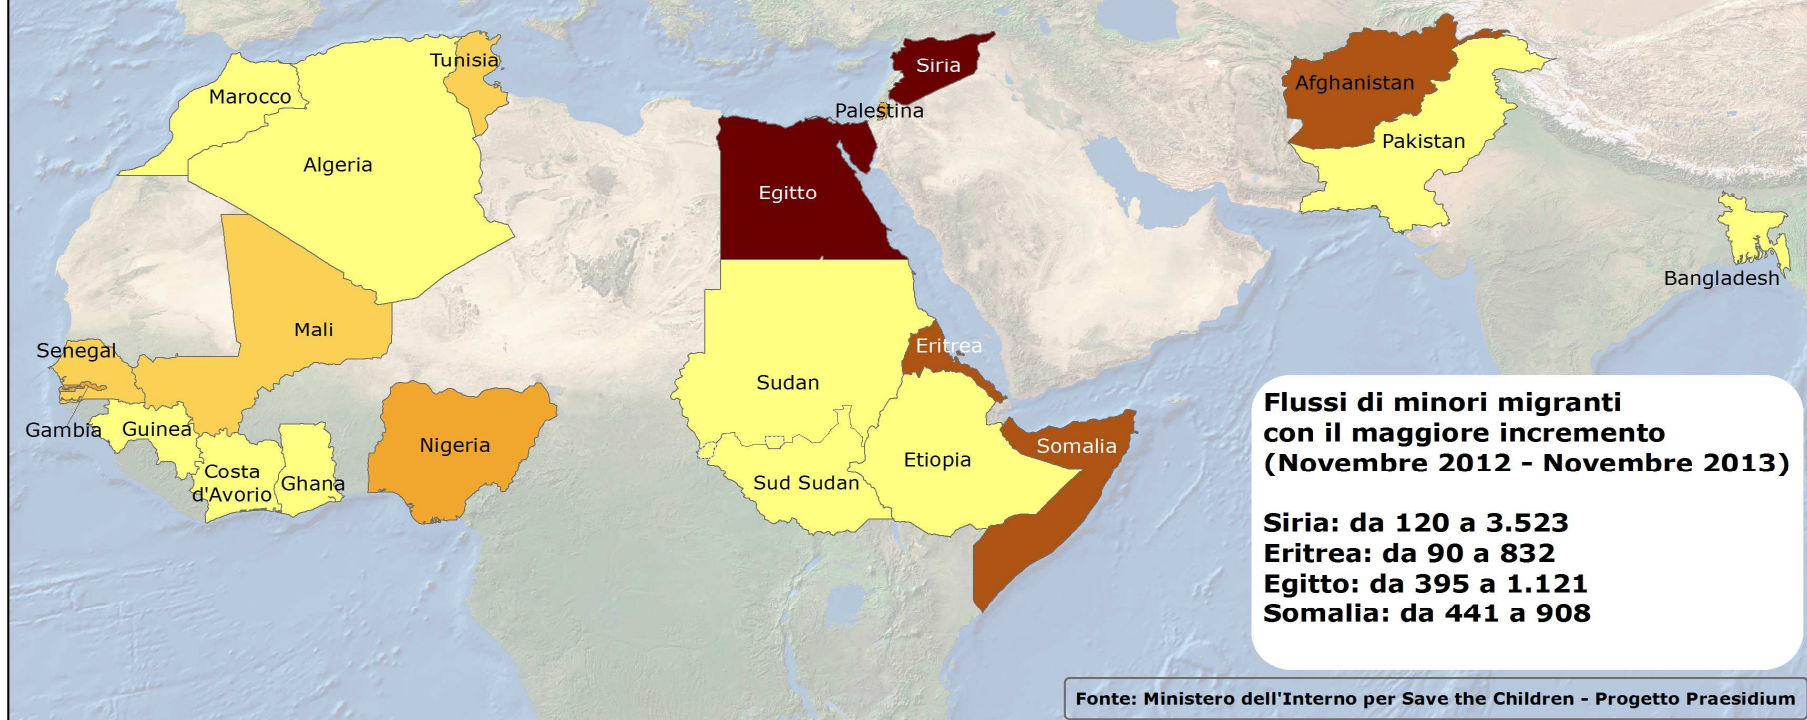 Tunisia
Marocco
Algeria
Siria
Palestina
Egitto
Afghanistan
Pakistan
Bangladesh
Mali
Senegal
Gambia
Guinea
Costa
d'Avorio
Ghana
Nigeria
Sudan
Eritrea
Etiopia
Sud Sudan
Somalia
Flussi di minori migranti
con il maggiore incremento
(Novembre 2012 - Novembre 2013)
Siria: da 120 a 3.523
Eritrea: da 90 a 832
Egitto: da 395 a 1.121
Somalia: da 441 a 908
Fonte: Ministero dell'Interno per Save the Children - Progetto Praesidium